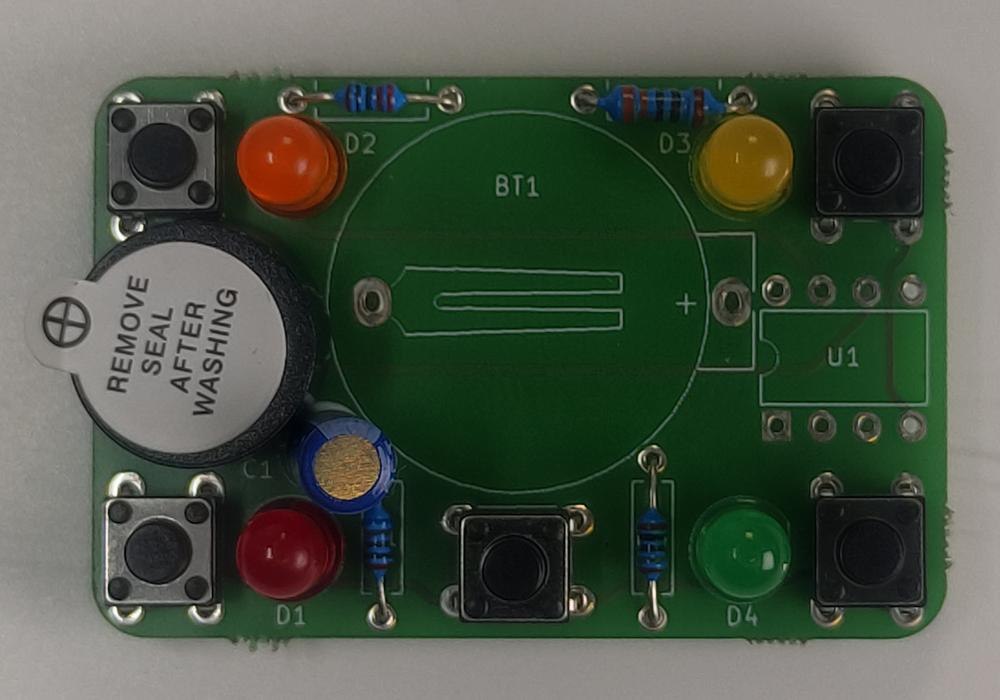 D2
D3
BT1
+
REMOVE
SEAL
AFTER
WASHING
U1
C1
D1
D4